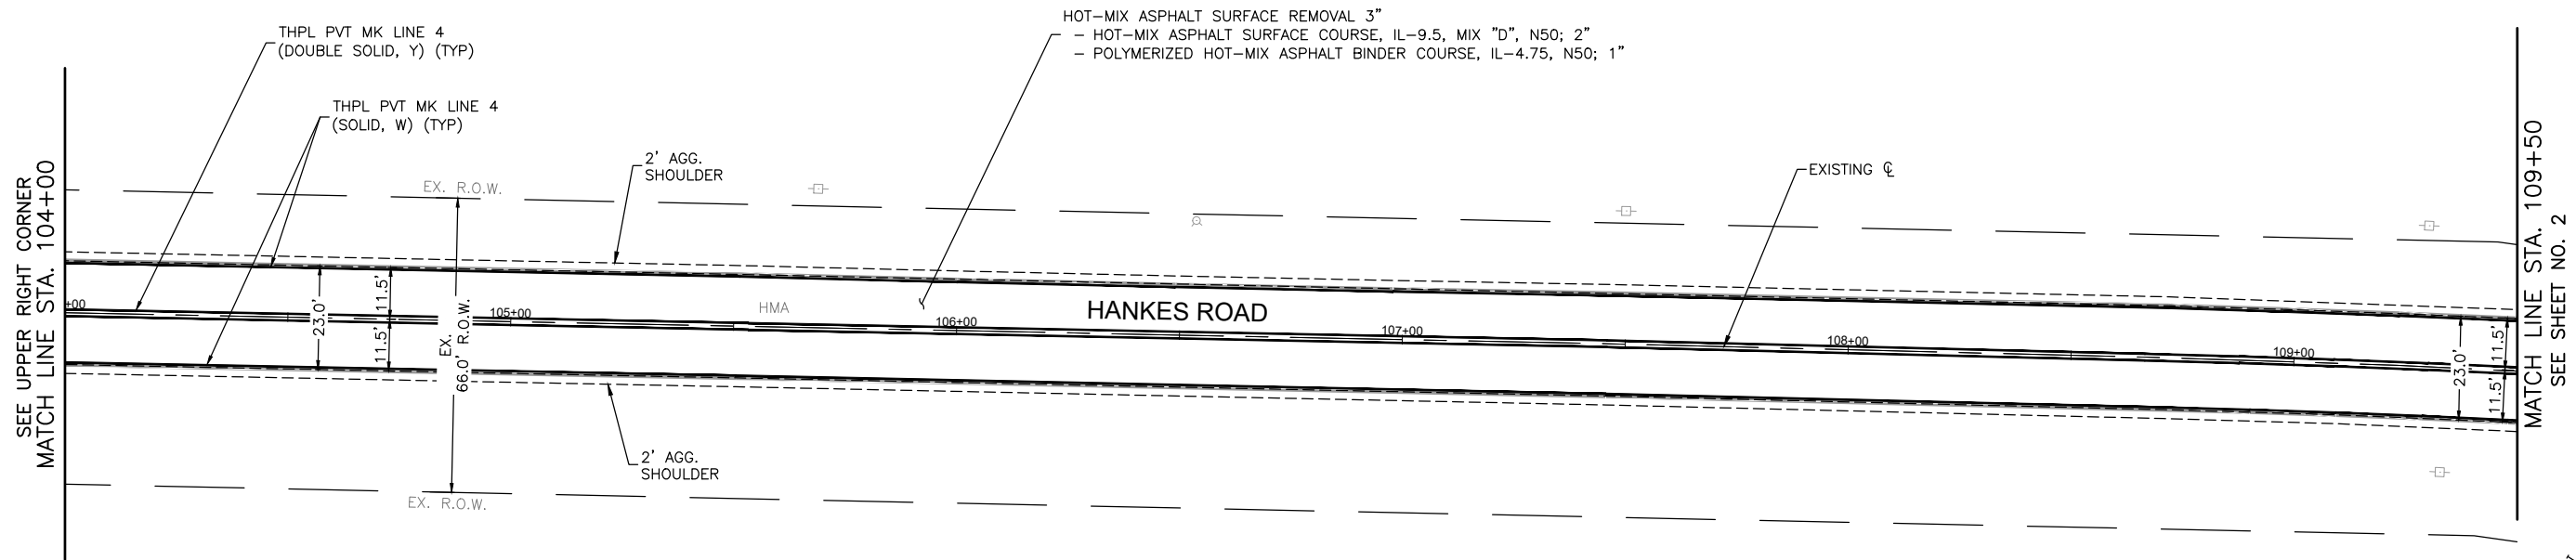 HOT-MIX ASPHALT SURFACE REMOVAL 3"
- HOT-MIX ASPHALT SURFACE COURSE, IL-9.5, MIX "D", N50; 2"
- POLYMERIZED HOT-MIX ASPHALT BINDER COURSE, IL-4.75, N50; 1"
THPL PVT MK LINE 4
(DOUBLE SOLID, Y) (TYP)
THPL PVT MK LINE 4
(SOLID, W) (TYP)
SEE UPPER RIGHT CORNER
MATCH LINE STA. 104+00
2' AGG.
SHOULDER
EXISTING ℄
EX. R.O.W.
+00
23.0'
11.5'
11.5'
EX.
66.0' R.O.W.
105+00
HMA
106+00
HANKES ROAD
107+00
108+00
109+00
23.0'
11.5'
11.5'
MATCH LINE STA. 109+50
SEE SHEET NO. 2
2' AGG.
SHOULDER
EX. R.O.W.